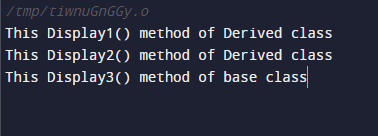 /tmp/tiwnuGnGGy.o
This Display1() method of Derived class
This Display2() method of Derived class
This Display3() method of base class